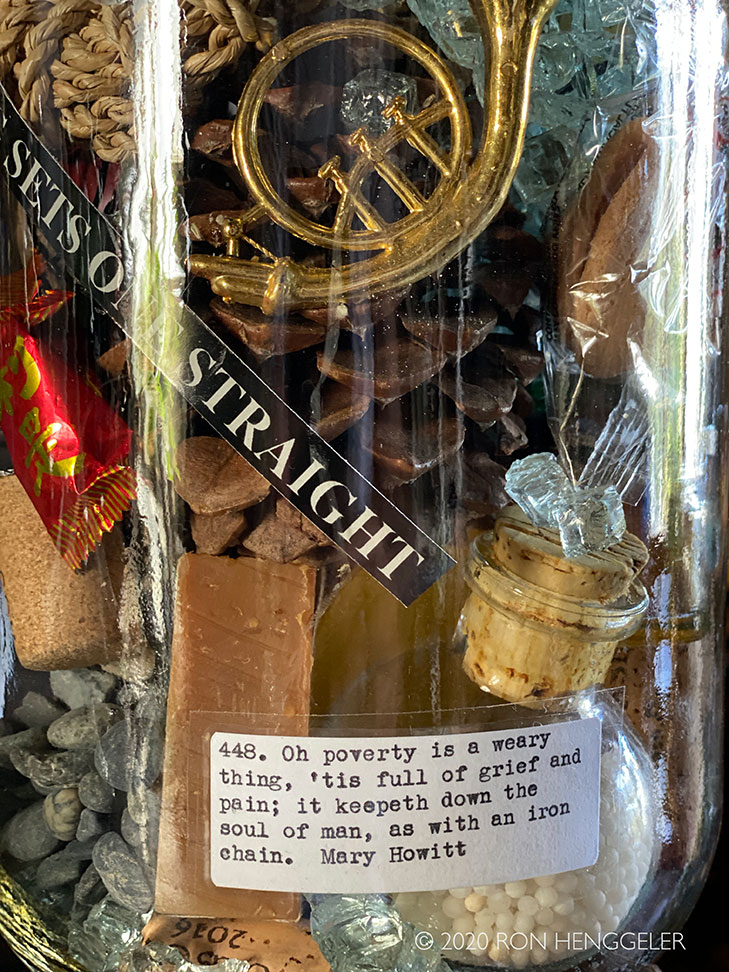 SETS STRAIGHT
448. Oh poverty is a weary
thing, 'tis full of grief and
pain; it keepeth down the
soul of man, as with an iron
chain. Mary Howitt
2016
© 2020 RON HENGGELER